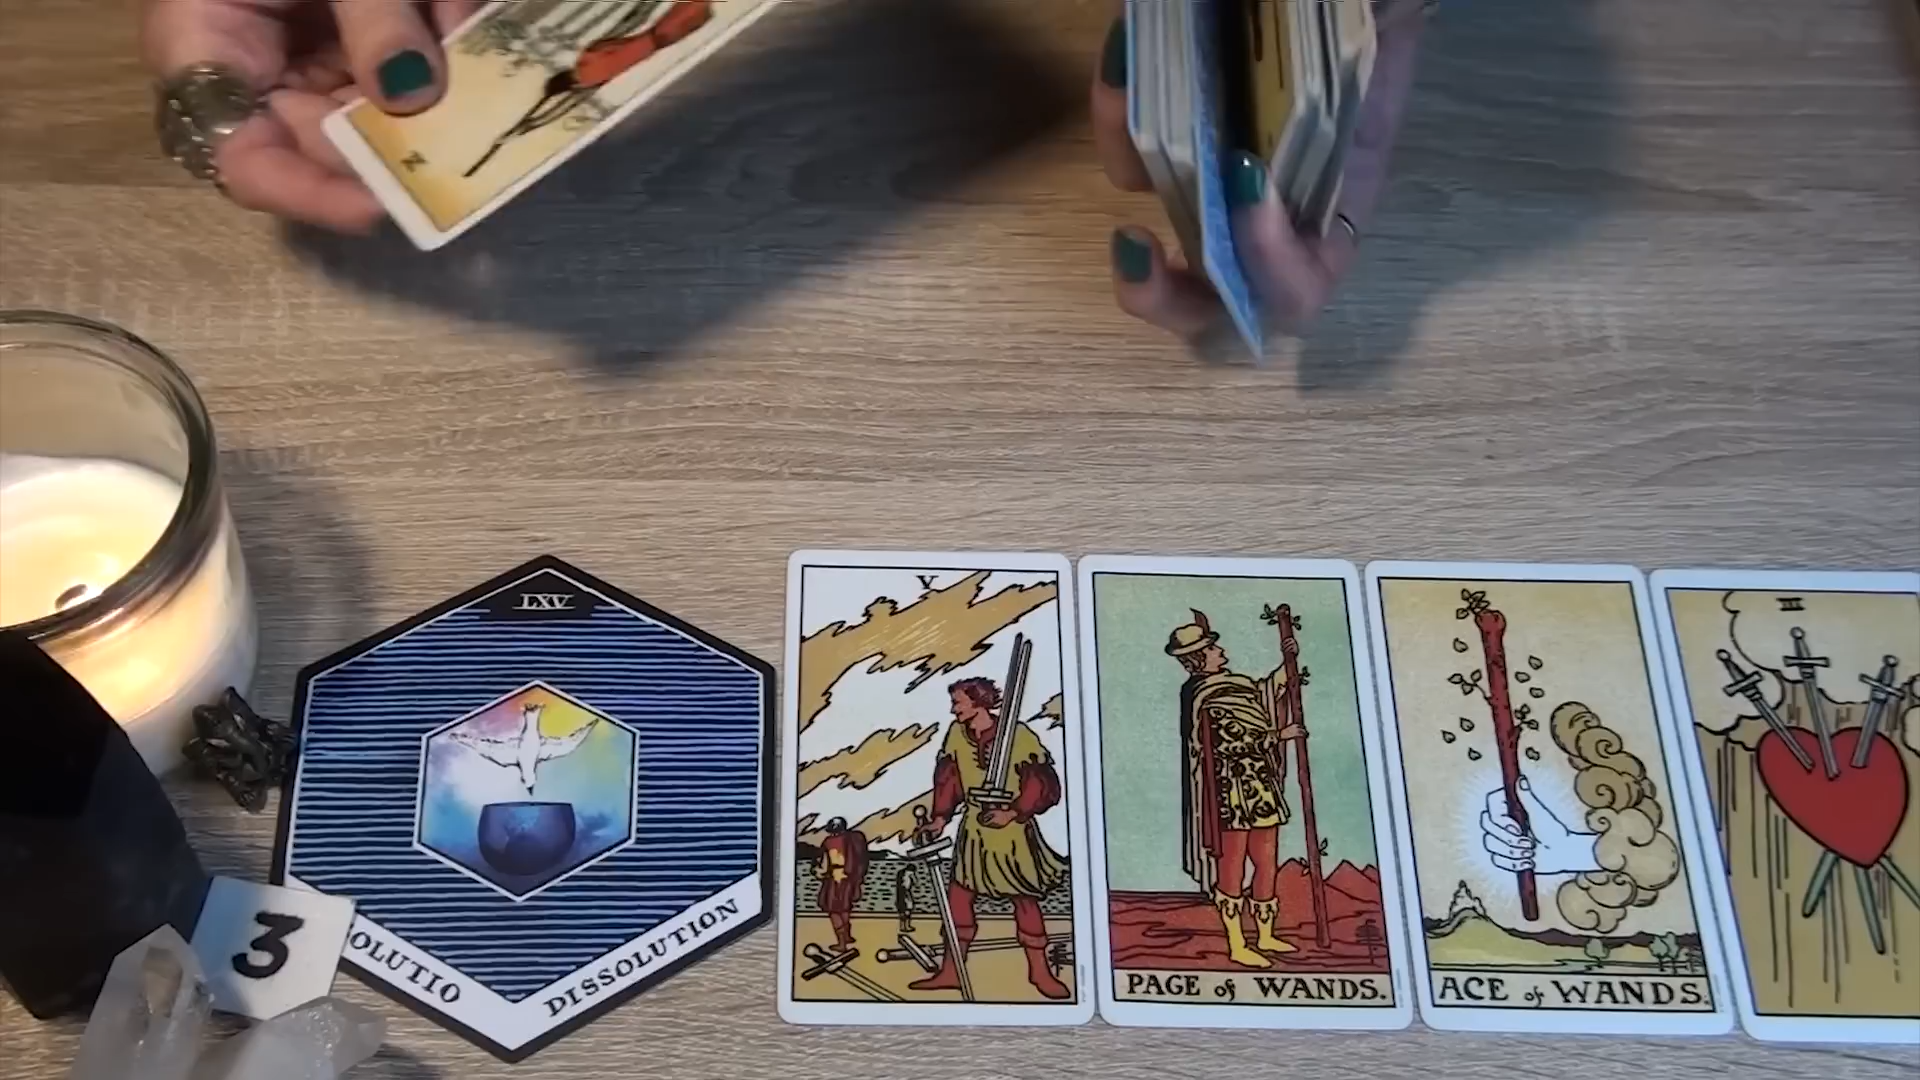 LXV
OLUTIO
DISSOLUTION
3
V
PAGE of WANDS.
ACE of WANDS.
III